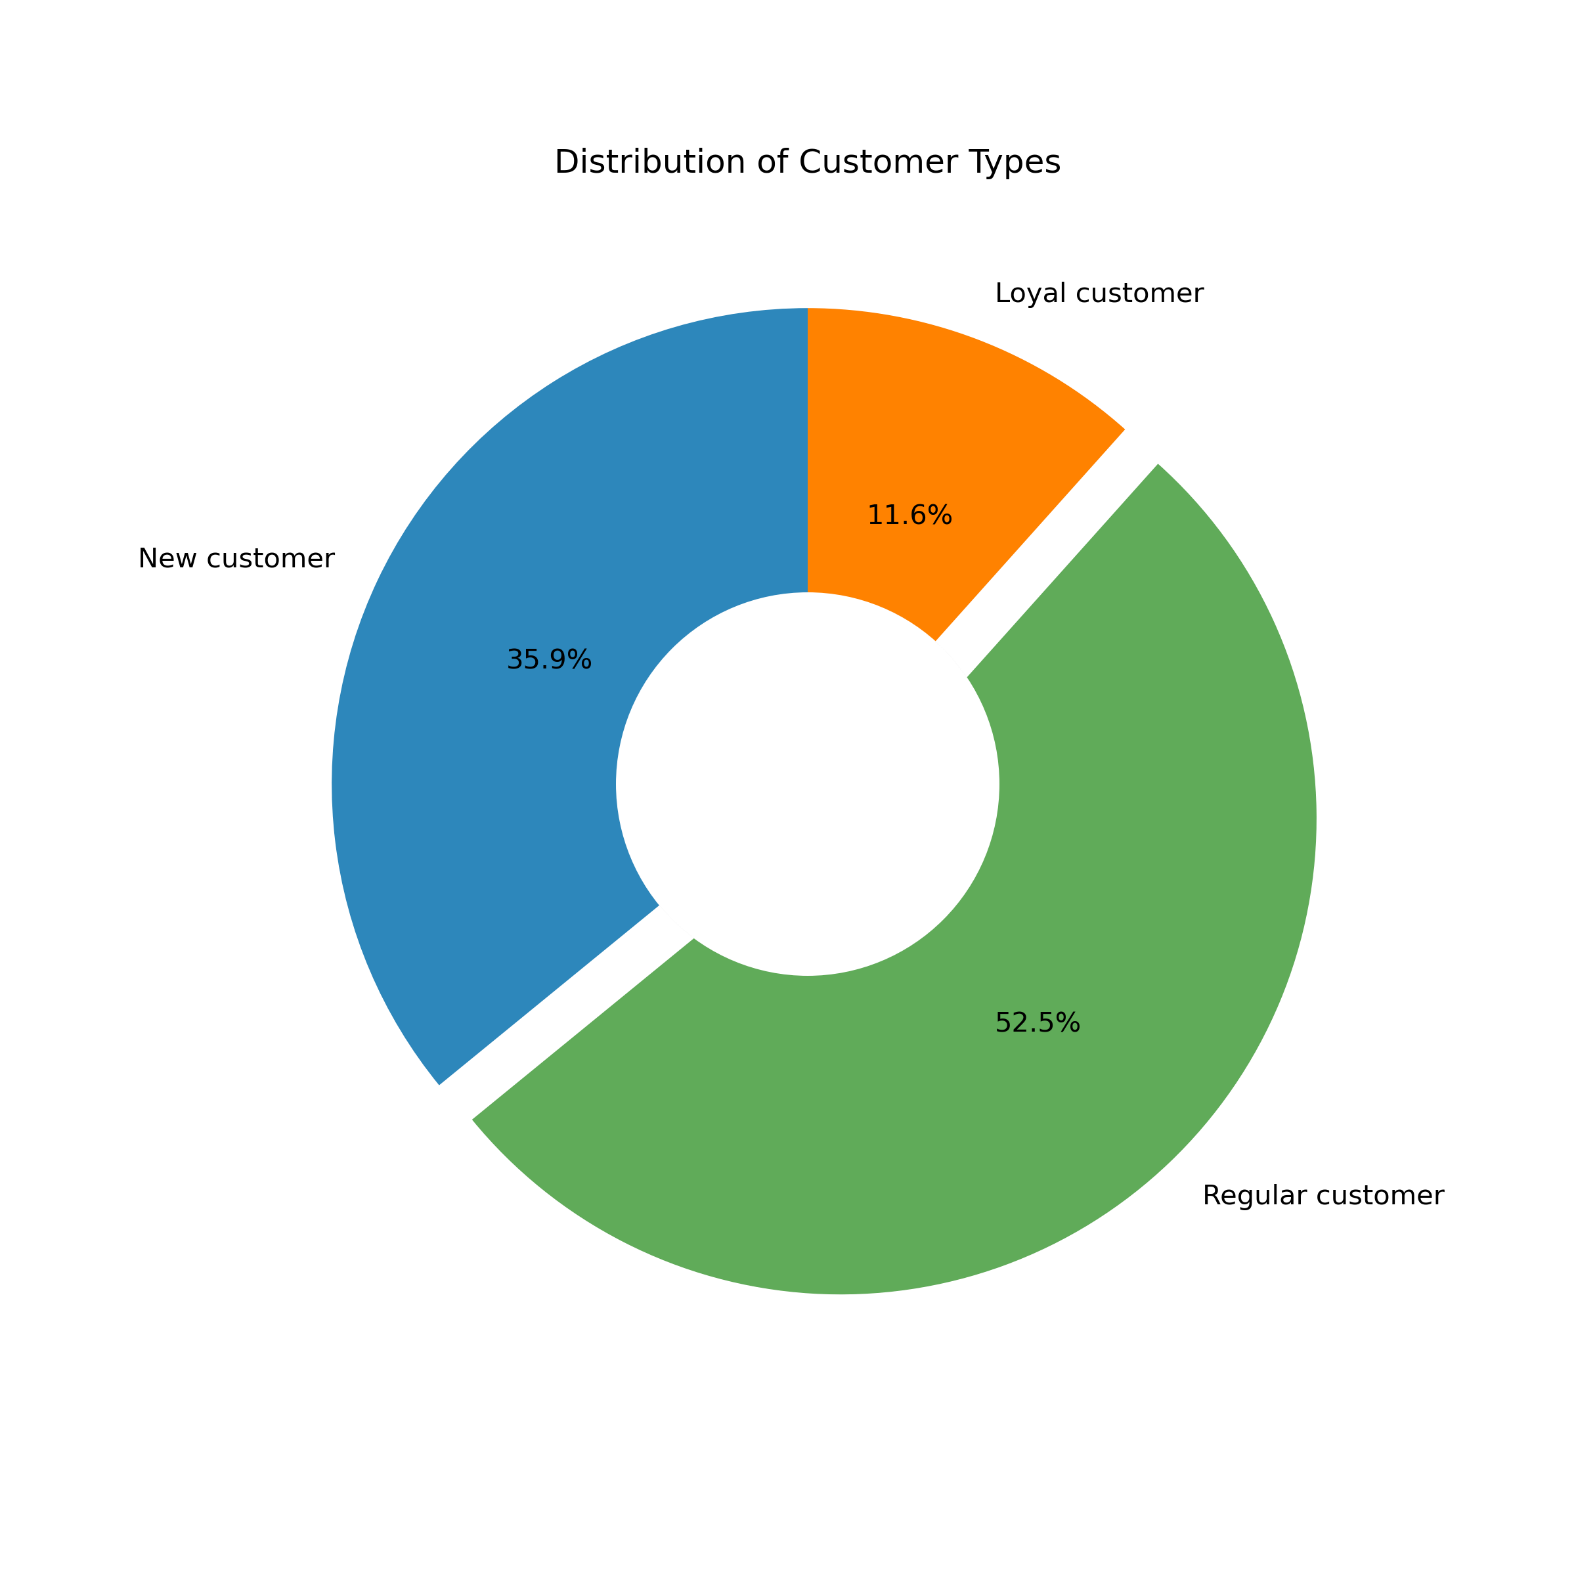 Distribution of Customer Types
Loyal customer
11.6%
New customer
35.9%
52.5%
Regular customer